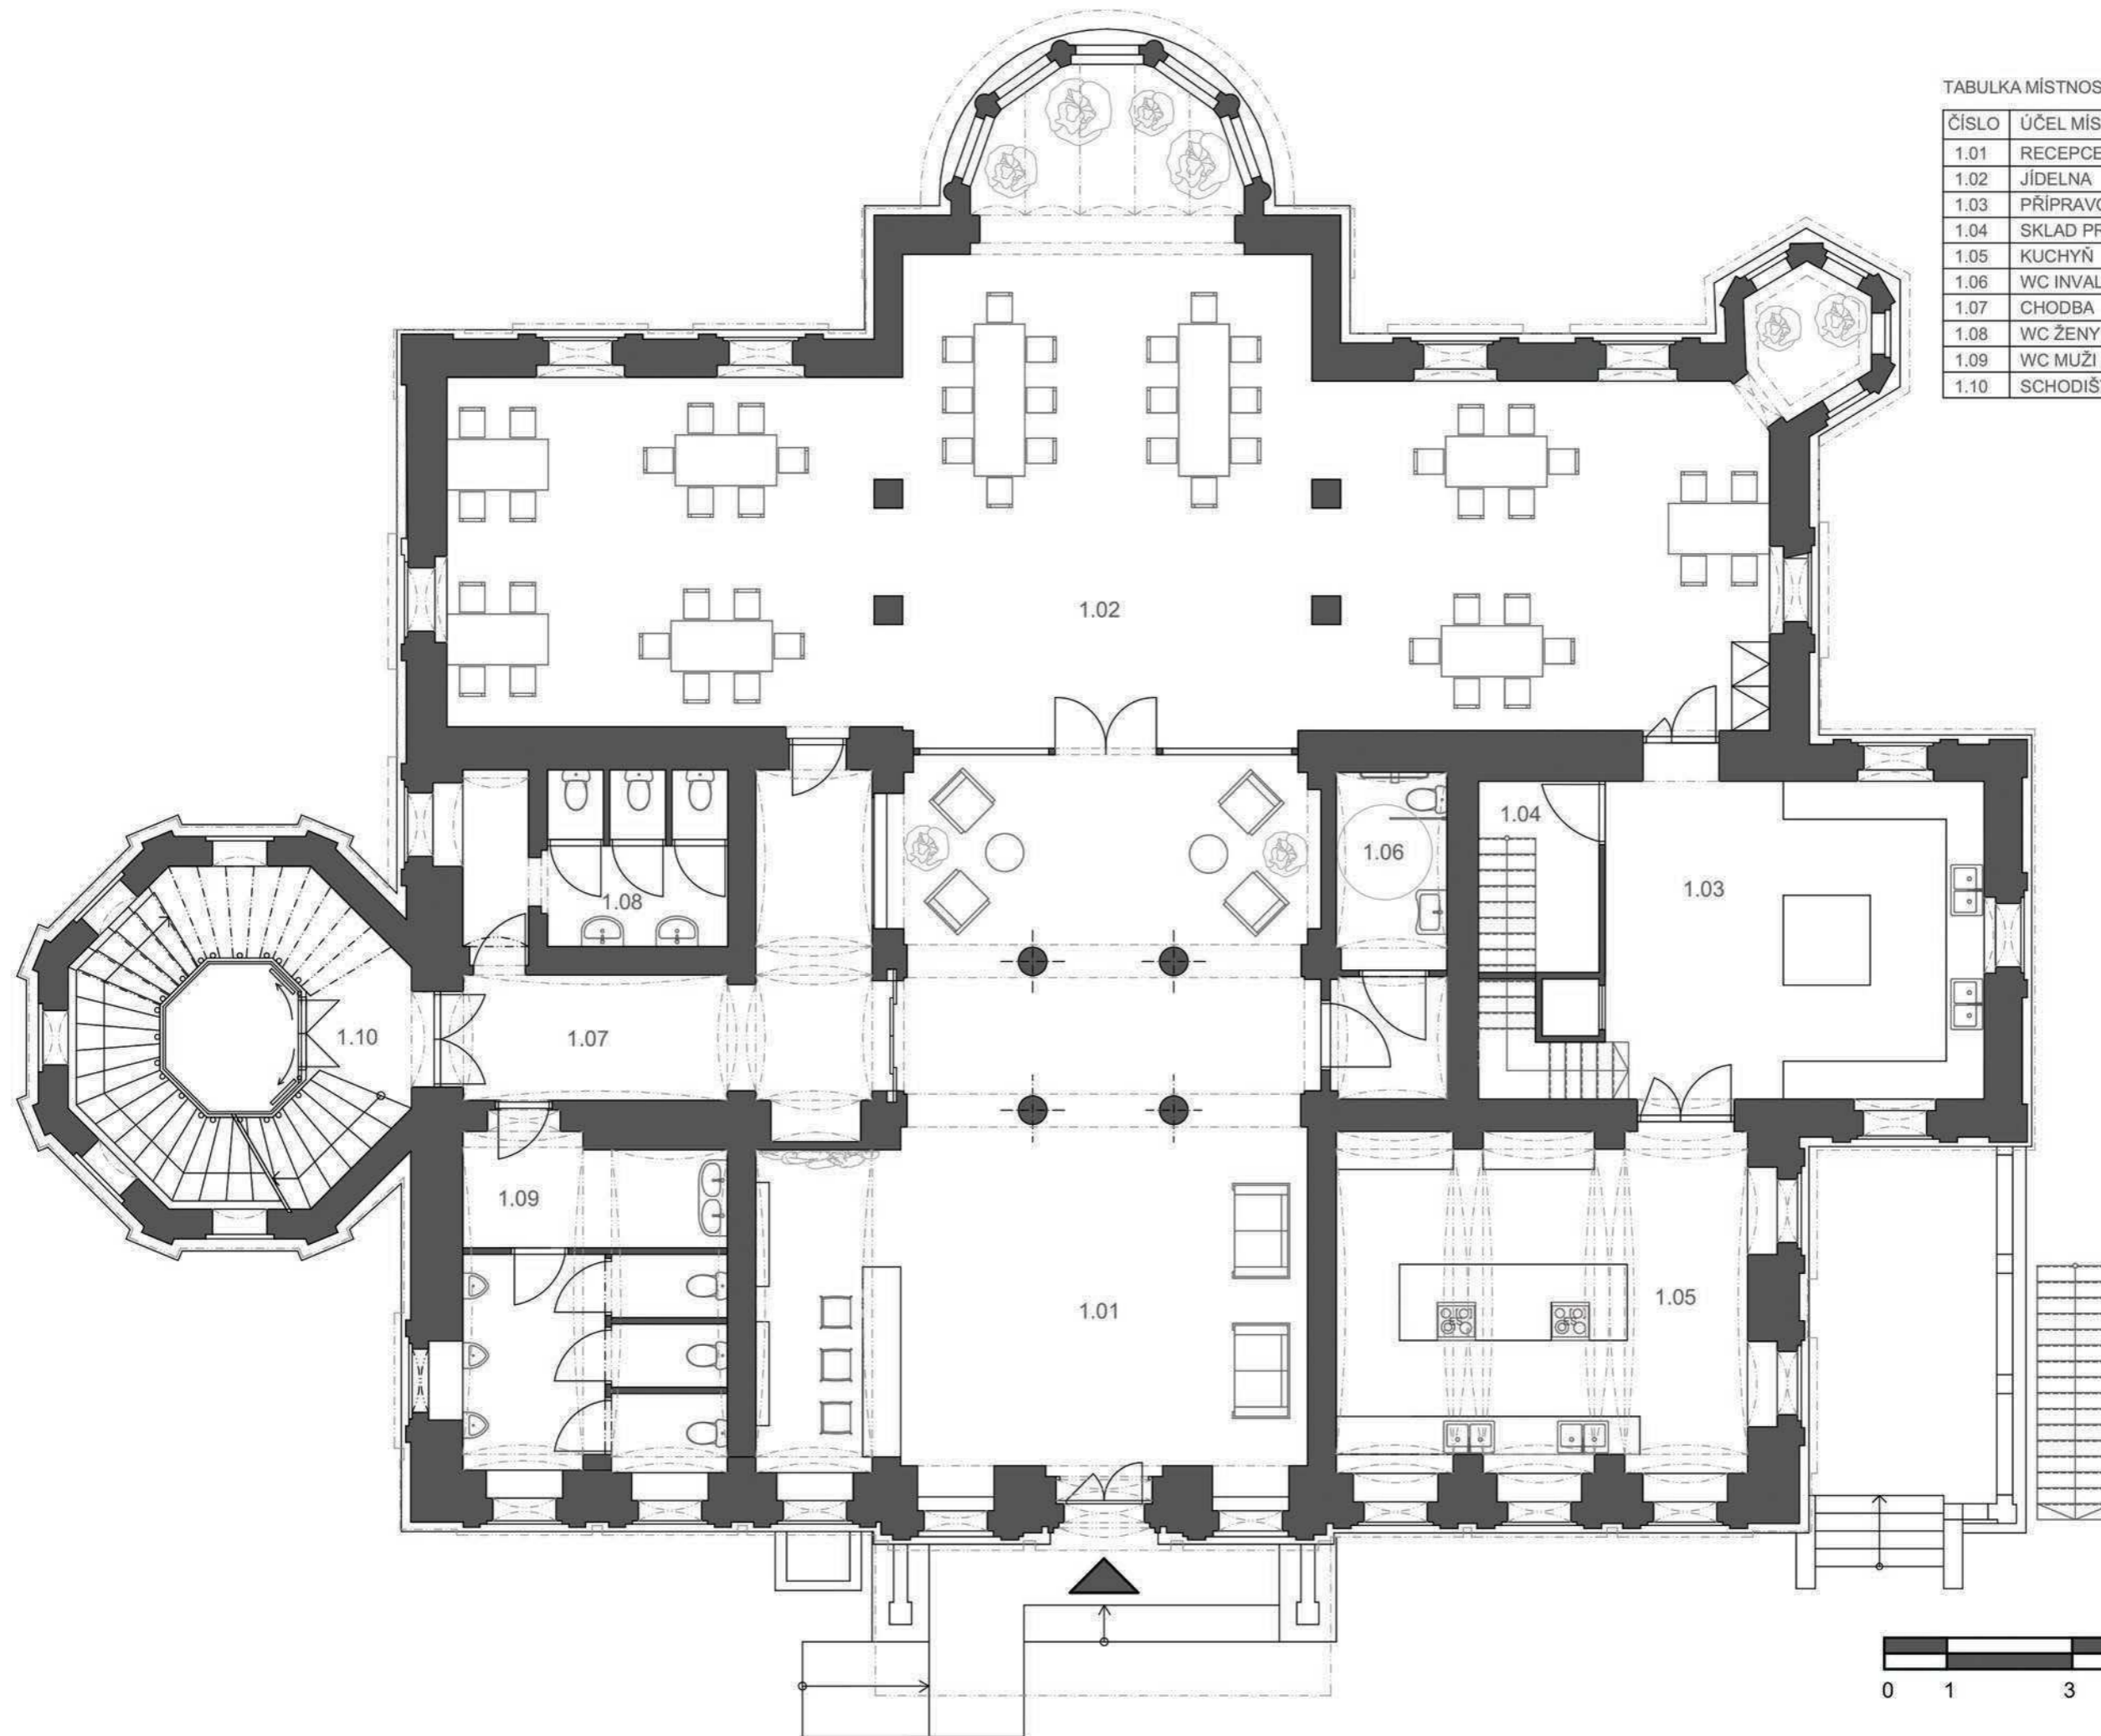 TABULKA MÍSTNOS
ČÍSLO ÚČEL MÍS
1.01 RECEPCE
1.02 JÍDELNA
1.03 PŘÍPRAVO
1.04 SKLAD PR
1.05 KUCHYŇ
1.06 WC INVAL
1.07 CHODBA
1.08 WC ŽENY
1.09 WC MUŽI
1.10 SCHODIŠ
1.02
1.04
1.06
1.03
1.08
1.10
1.07
1.09
1.01
1.05
0 1 3